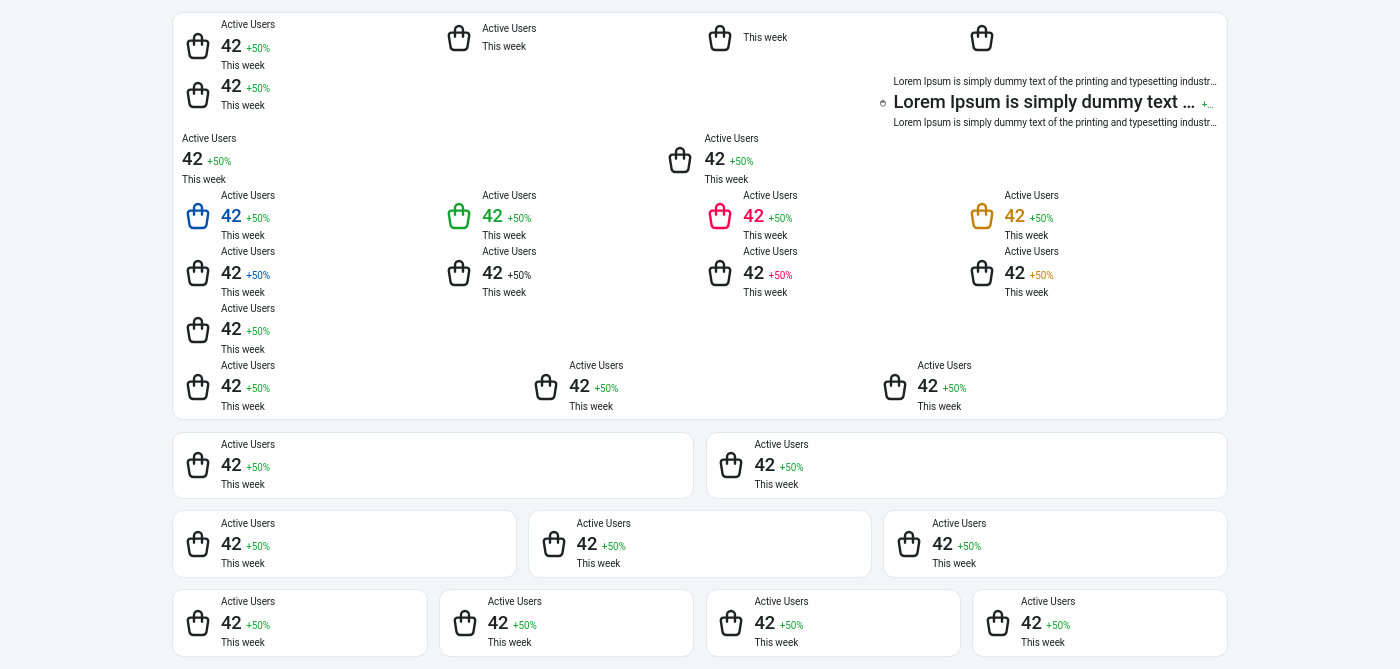 Active Users
42 +50%
This week
Active Users
This week
This week
42 +50%
This week
Lorem Ipsum is simply dummy text of the printing and typesetting industr...
Lorem Ipsum is simply dummy text ... +...
Lorem Ipsum is simply dummy text of the printing and typesetting industr...
Active Users
42 +50%
This week
Active Users
42 +50%
This week
Active Users
42 +50%
This week
Active Users
42 +50%
This week
Active Users
42 +50%
This week
Active Users
42 +50%
This week
Active Users
42 +50%
This week
Active Users
42 +50%
This week
Active Users
42 +50%
This week
Active Users
42 +50%
This week
Active Users
42 +50%
This week
Active Users
42 +50%
This week
Active Users
42 +50%
This week
Active Users
42 +50%
This week
Active Users
42 +50%
This week
Active Users
42 +50%
This week
Active Users
42 +50%
This week
Active Users
42 +50%
This week
Active Users
42 +50%
This week
Active Users
42 +50%
This week
Active Users
42 +50%
This week
Active Users
42 +50%
This week
Active Users
42 +50%
This week